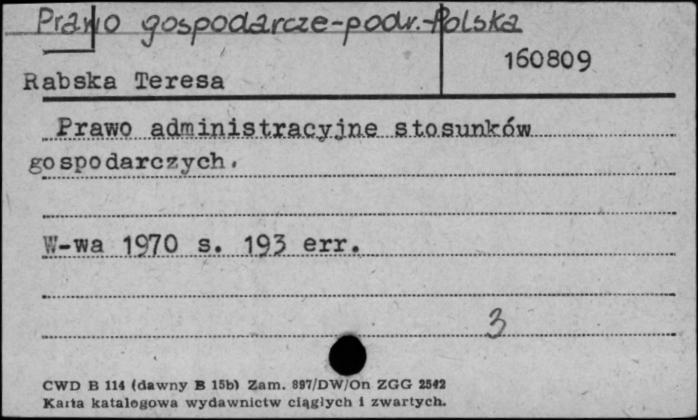 Prawo gospodarcze-podr.-Polska
160809
Rabska Teresa
Prawo administracyjne stosunków
gospodarczych.
W-wa 1970 s. 193 err.
3
CWD B 114 (dawny B 15b) Zam. 897/DW/On ZGG 2542
Karta katalogowa wydawnictw ciągłych i zwartych.